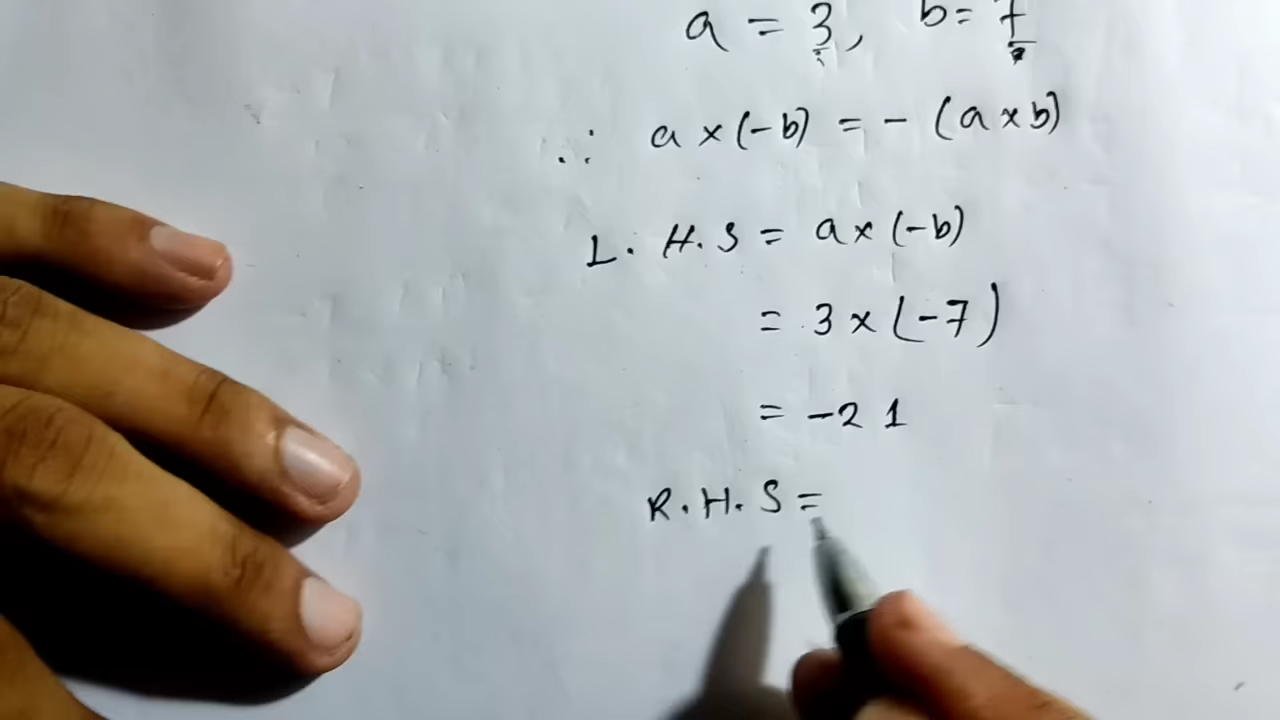 a = 3, b = 7
∴ a × (-b) = - (a × b)
L.H.S = a × (-b)
= 3 × (-7)
= -21
R.H.S =